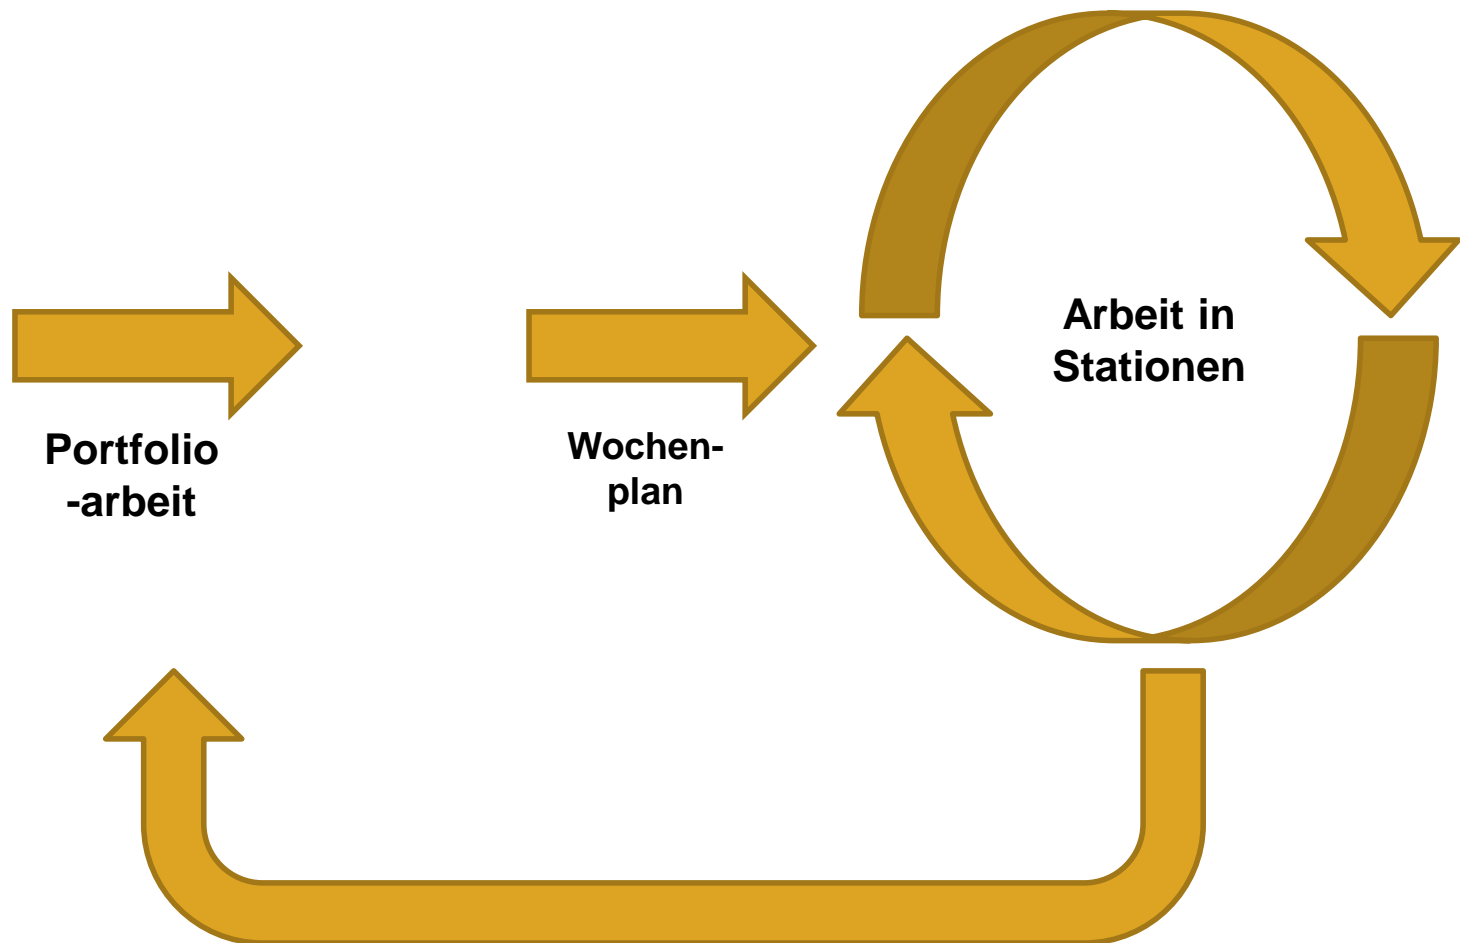 Portfolio
-arbeit
Wochen-
plan
Arbeit in
Stationen